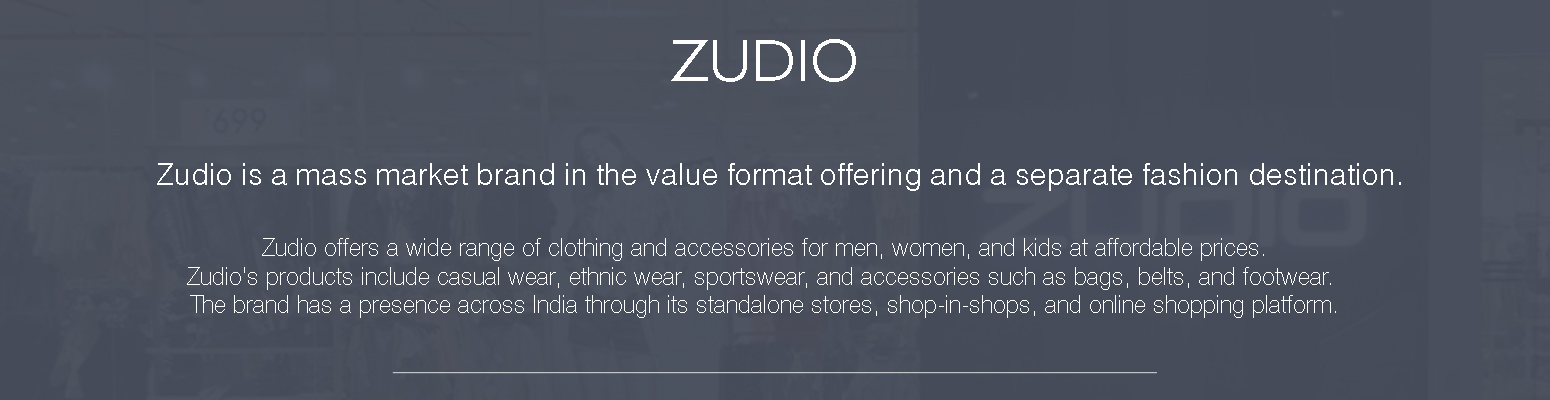 ZUDIO
699
Zudio is a mass market brand in the value format offering and a separate fashion destination.
ZUDIO
Zudio offers a wide range of clothing and accessories for men, women, and kids at affordable prices.
Zudio's products include casual wear, ethnic wear, sportswear, and accessories such as bags, belts, and footwear.
The brand has a presence across India through its standalone stores, shop-in-shops, and online shopping platform.